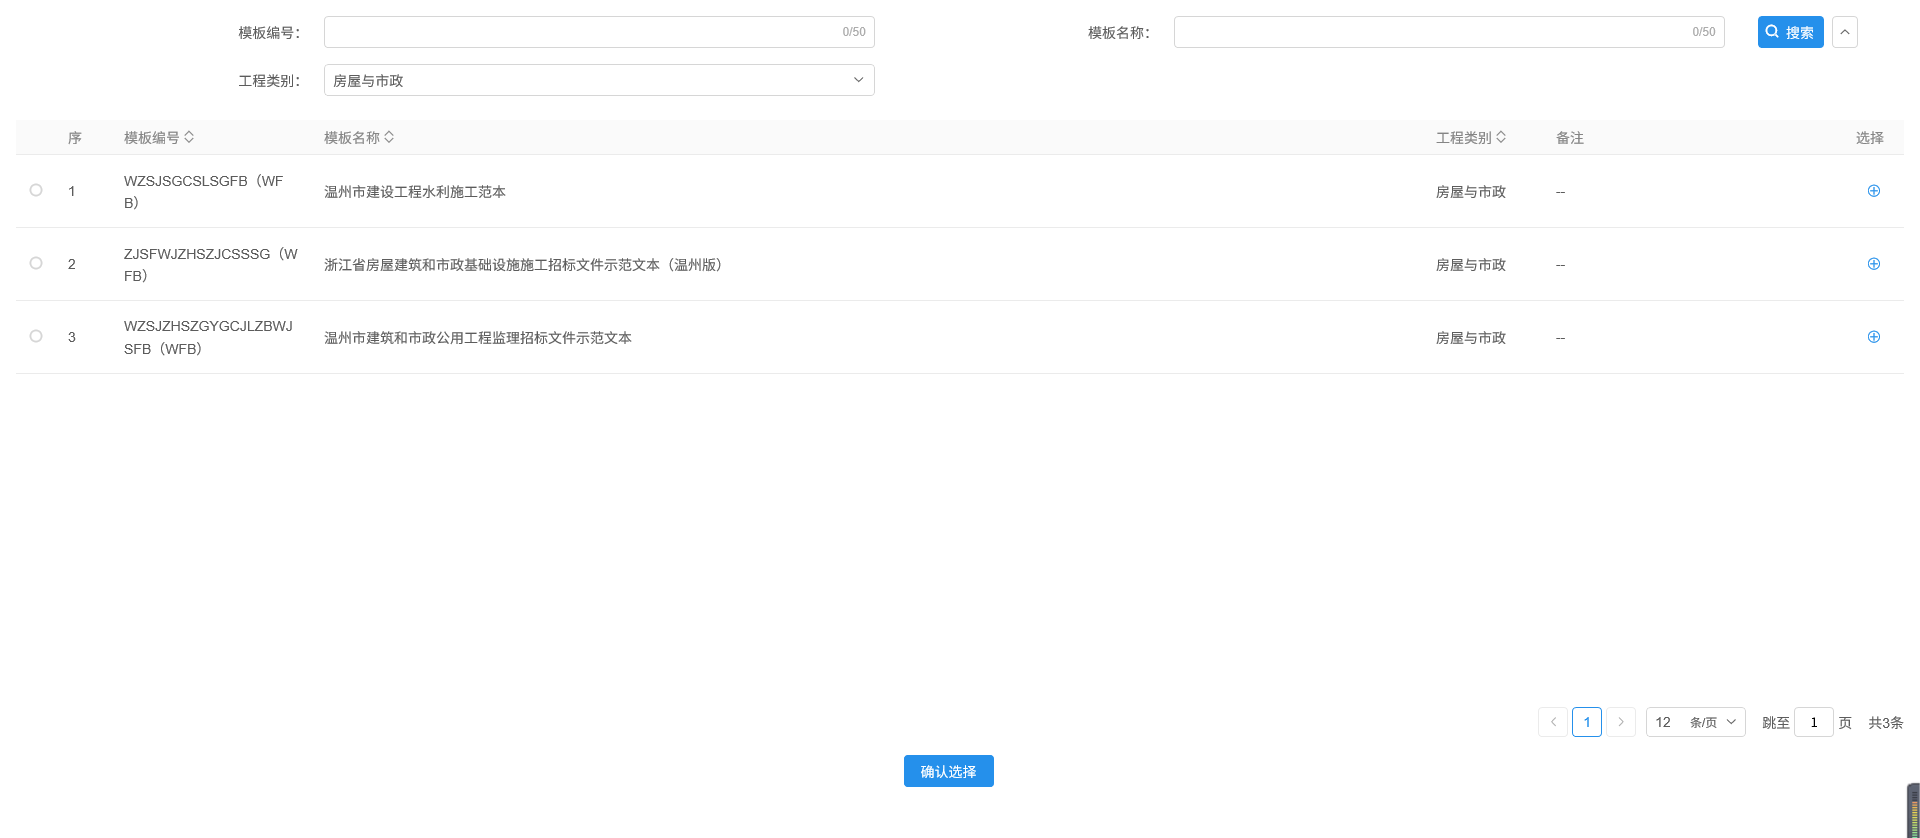 模板编号： 0/50 模板名称： 0/50 搜索
工程类别： 房屋与市政
序 模板编号 模板名称 工程类别 备注 选择
1 WZSJSGCSLSGFB（WF
B） 温州市建设工程水利施工范本 房屋与市政 --
2 ZJSFWJZHSZJCSSSG（W
FB） 浙江省房屋建筑和市政基础设施施工招标文件示范文本（温州版） 房屋与市政 --
3 WZSJZHSZGYGCJLZBWJ
SFB（WFB） 温州市建筑和市政公用工程监理招标文件示范文本 房屋与市政 --
1 12 条/页 跳至 1 页 共3条
确认选择